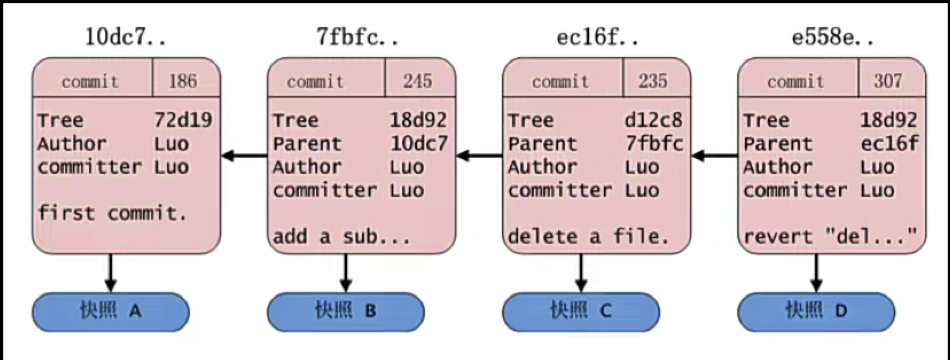 10dc7..
7fbfc..
ec16f..
e558e..
commit 186
Tree 72d19
Author Luo
committer Luo
first commit.
commit 245
Tree 18d92
Parent 10dc7
Author Luo
committer Luo
add a sub...
commit 235
Tree d12c8
Parent 7fbfc
Author Luo
committer Luo
delete a file.
commit 307
Tree 18d92
Parent ec16f
Author Luo
committer Luo
revert "del..."
快照 A
快照 B
快照 C
快照 D